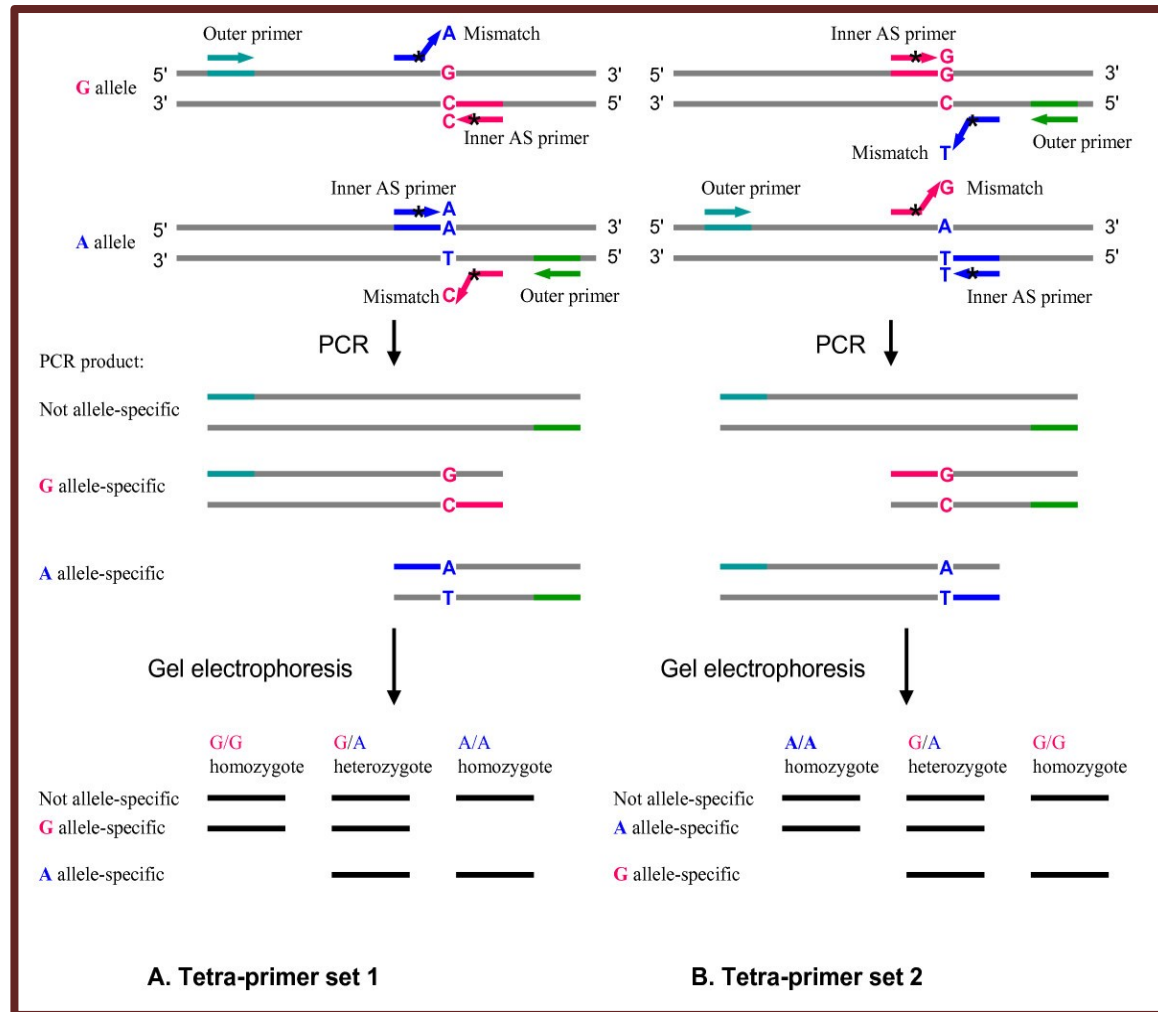 Outer primer
A Mismatch
5' G 3'
G allele
3' C 5'
C
Inner AS primer
Inner AS primer
A
5' A 3'
A allele
3' T 5'
Mismatch C
Outer primer
PCR
PCR product:
Not allele-specific
G allele-specific
G
C
A allele-specific
A
T
Gel electrophoresis
G/G G/A A/A
homozygote heterozygote homozygote
Not allele-specific
G allele-specific
A allele-specific
A. Tetra-primer set 1
Inner AS primer
G
5' G 3'
3' C 5'
Mismatch T
Outer primer
Outer primer
G Mismatch
5' A 3'
3' T 5'
T
Inner AS primer
PCR
G
C
A
T
Gel electrophoresis
A/A G/A G/G
homozygote heterozygote homozygote
Not allele-specific
A allele-specific
G allele-specific
B. Tetra-primer set 2